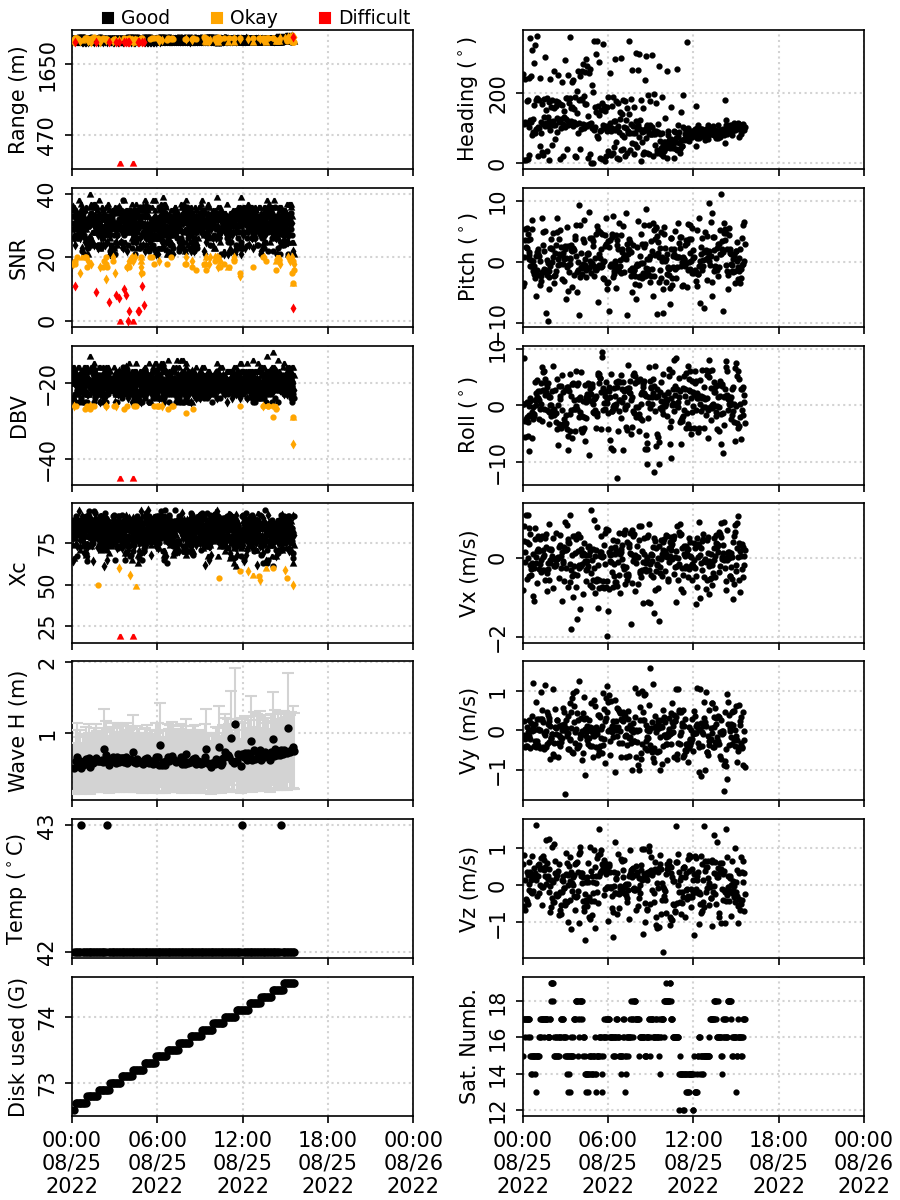 Good Okay Difficult
Range (m)
1650
470
Heading (°)
200
0
SNR
40
20
0
Pitch (°)
10
0
−10
DBV
−20
−40
Roll (°)
10
0
−10
Xc
75
50
25
Vx (m/s)
0
−2
Wave H (m)
2
1
Vy (m/s)
1
−1
Temp (°C)
43
42
Vz (m/s)
1
0
−1
Disk used (G)
74
73
Sat. Numb.
18
16
14
12
00:00 06:00 12:00 18:00 00:00
08/25 08/25 08/25 08/25 08/26
2022 2022 2022 2022 2022
00:00 06:00 12:00 18:00 00:00
08/25 08/25 08/25 08/25 08/26
2022 2022 2022 2022 2022